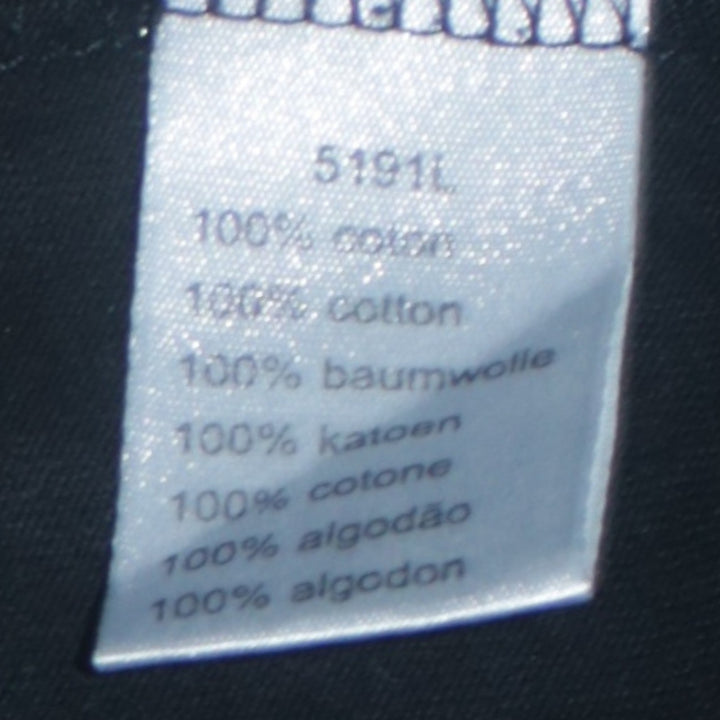 5191L
100% coton
100% cotton
100% baumwolle
100% katoen
100% cotone
100% algodão
100% algodon